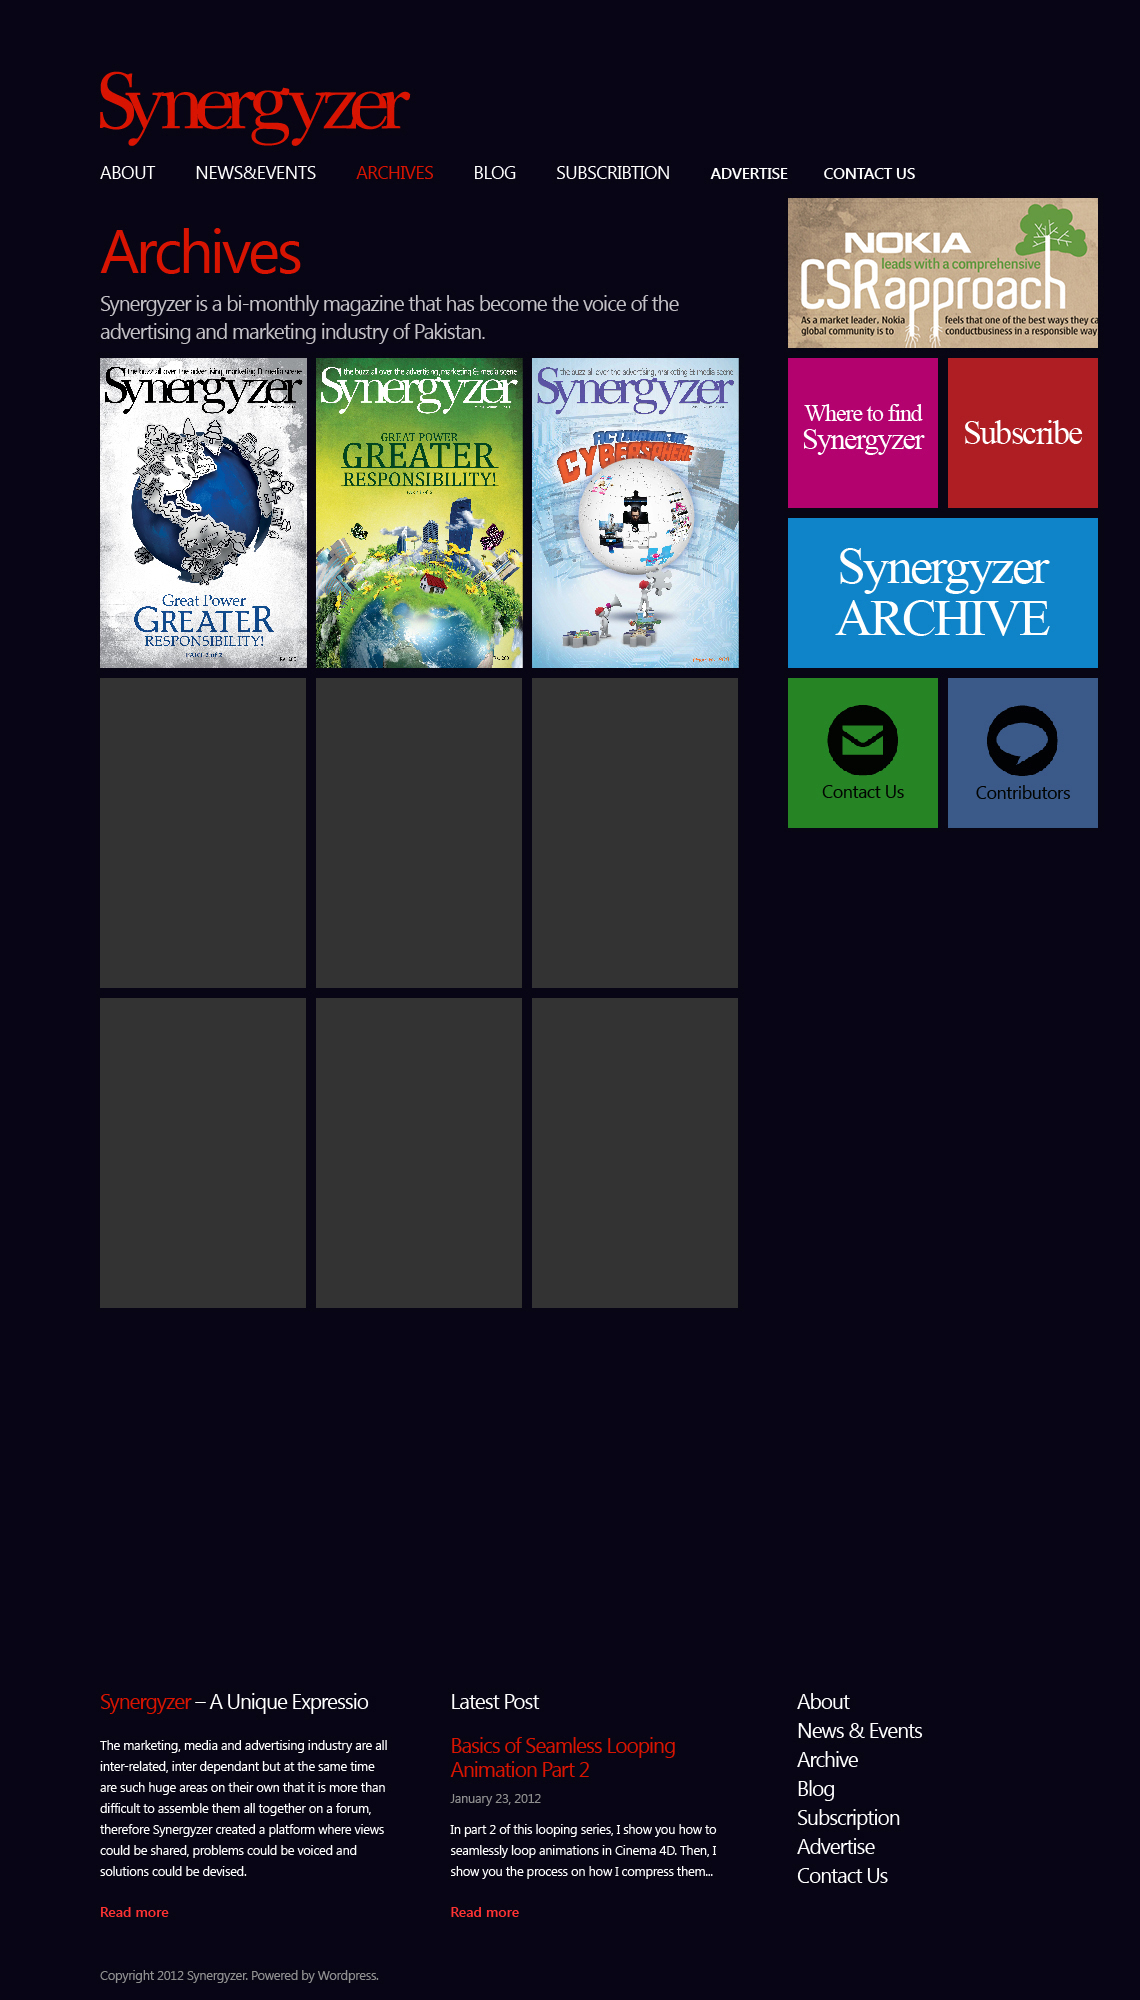 Synergyzer
ABOUT NEWS&EVENTS ARCHIVES BLOG SUBSCRIBTION ADVERTISE CONTACT US
Archives
Synergyzer is a bi-monthly magazine that has become the voice of the
advertising and marketing industry of Pakistan.
the buzz all over the advertising, marketing & media scene
Synergyzer
Great Power
GREATER
RESPONSIBILITY!
PART 2 of 2
the buzz all over the advertising, marketing & media scene
Synergyzer
GREAT POWER
GREATER
RESPONSIBILITY!
the buzz all over the advertising, marketing & media scene
Synergyzer
CYBERSPHERE
NOKIA
leads with a comprehensive
CSR approach
As a market leader, Nokia feels that one of the best ways they ca
global community is to conductbusiness in a responsible way
Where to find
Synergyzer
Subscribe
Synergyzer
ARCHIVE
Contact Us
Contributors
Synergyzer – A Unique Expressio
The marketing, media and advertising industry are all
inter-related, inter dependant but at the same time
are such huge areas on their own that it is more than
difficult to assemble them all together on a forum,
therefore Synergyzer created a platform where views
could be shared, problems could be voiced and
solutions could be devised.
Read more
Latest Post
Basics of Seamless Looping
Animation Part 2
January 23, 2012
In part 2 of this looping series, I show you how to
seamlessly loop animations in Cinema 4D. Then, I
show you the process on how I compress them...
Read more
About
News & Events
Archive
Blog
Subscription
Advertise
Contact Us
Copyright 2012 Synergyzer. Powered by Wordpress.